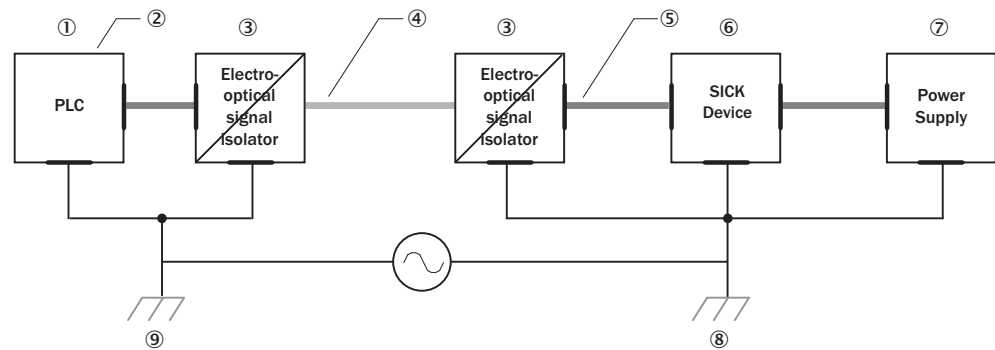 ① ② ③ ④ ③ ⑤ ⑥ ⑦
PLC
Electro-
optical
signal
isolator
Electro-
optical
signal
isolator
SICK
Device
Power
Supply
⑨ ⑧